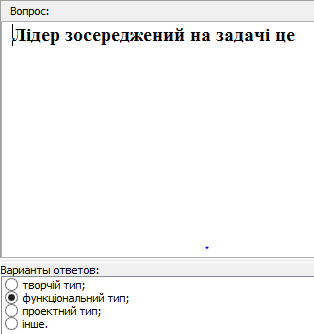 Вопрос:
Лідер зосереджений на задачі це
Варианты ответов:
творчій тип;
функціональний тип;
проектний тип;
інше.